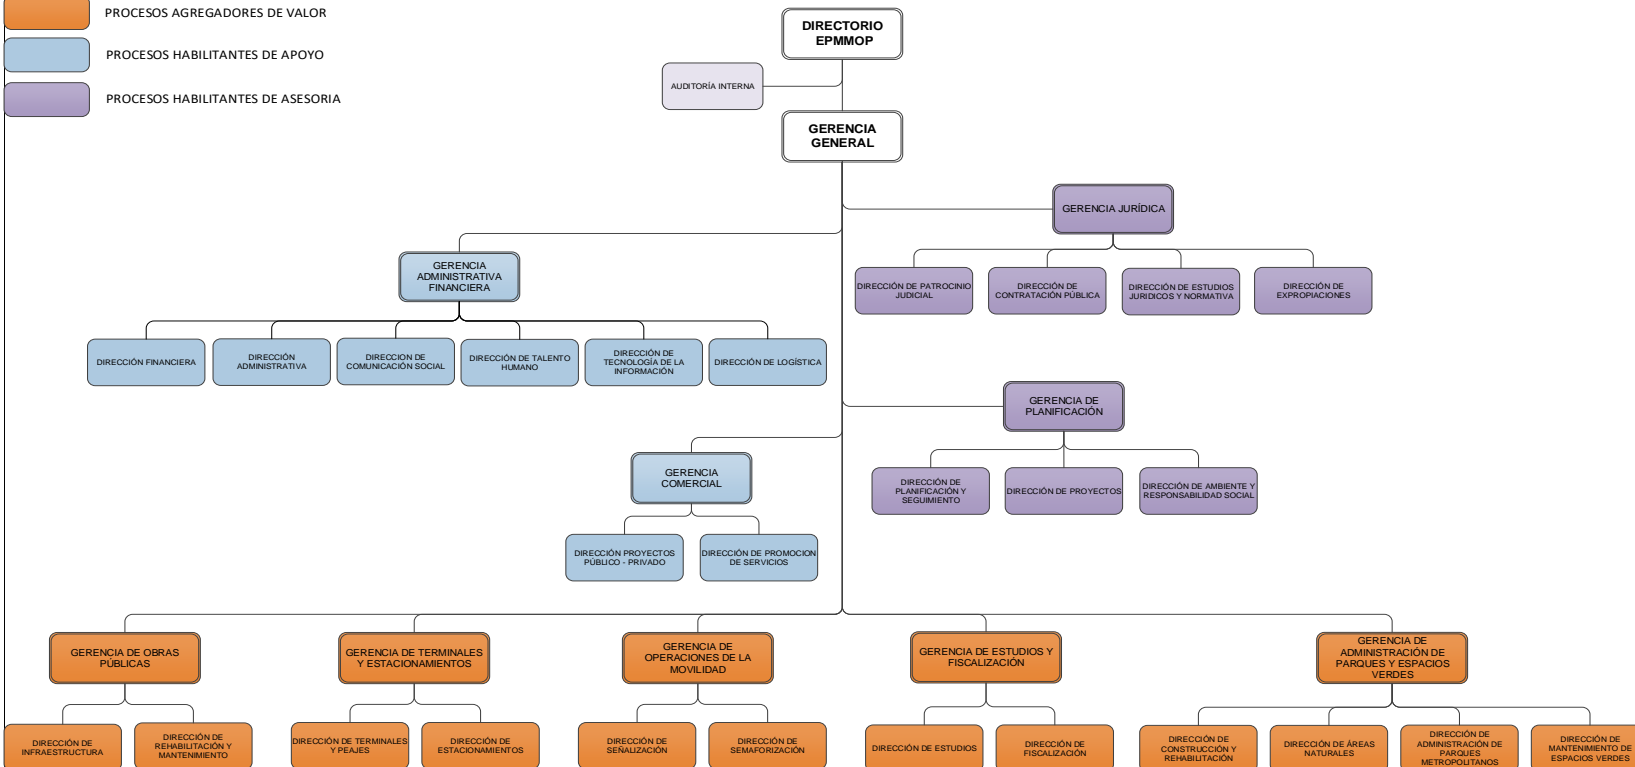 PROCESOS AGREGADORES DE VALOR
PROCESOS HABILITANTES DE APOYO
PROCESOS HABILITANTES DE ASESORIA
DIRECTORIO
EPMMOP
AUDITORÍA INTERNA
GERENCIA
GENERAL
GERENCIA JURÍDICA
DIRECCIÓN DE PATROCINIO
JUDICIAL
DIRECCIÓN DE
CONTRATACIÓN PÚBLICA
DIRECCIÓN DE ESTUDIOS
JURIDICOS Y NORMATIVA
DIRECCIÓN DE
EXPROPIACIONES
GERENCIA
ADMINISTRATIVA
FINANCIERA
DIRECCIÓN FINANCIERA
DIRECCIÓN
ADMINISTRATIVA
DIRECCION DE
COMUNICACIÓN SOCIAL
DIRECCIÓN DE TALENTO
HUMANO
DIRECCIÓN DE
TECNOLOGÍA DE LA
INFORMACIÓN
DIRECCIÓN DE LOGÍSTICA
GERENCIA DE
PLANIFICACIÓN
DIRECCIÓN DE
PLANIFICACIÓN Y
SEGUIMIENTO
DIRECCIÓN DE PROYECTOS
DIRECCIÓN DE AMBIENTE Y
RESPONSABILIDAD SOCIAL
GERENCIA
COMERCIAL
DIRECCIÓN PROYECTOS
PÚBLICO - PRIVADO
DIRECCIÓN DE PROMOCION
DE SERVICIOS
GERENCIA DE OBRAS
PÚBLICAS
GERENCIA DE TERMINALES
Y ESTACIONAMIENTOS
GERENCIA DE
OPERACIONES DE LA
MOVILIDAD
GERENCIA DE ESTUDIOS Y
FISCALIZACIÓN
GERENCIA DE
ADMINISTRACIÓN DE
PARQUES Y ESPACIOS
VERDES
DIRECCIÓN DE
INFRAESTRUCTURA
DIRECCIÓN DE
REHABILITACIÓN Y
MANTENIMIENTO
DIRECCIÓN DE TERMINALES
Y PEAJES
DIRECCIÓN DE
ESTACIONAMIENTOS
DIRECCIÓN DE
SEÑALIZACIÓN
DIRECCIÓN DE
SEMAFORIZACIÓN
DIRECCIÓN DE ESTUDIOS
DIRECCIÓN DE
FISCALIZACIÓN
DIRECCIÓN DE
CONSTRUCCIÓN Y
REHABILITACIÓN
DIRECCIÓN DE ÁREAS
NATURALES
DIRECCIÓN DE
ADMINISTRACIÓN DE
PARQUES
METROPOLITANOS
DIRECCIÓN DE
MANTENIMIENTO DE
ESPACIOS VERDES